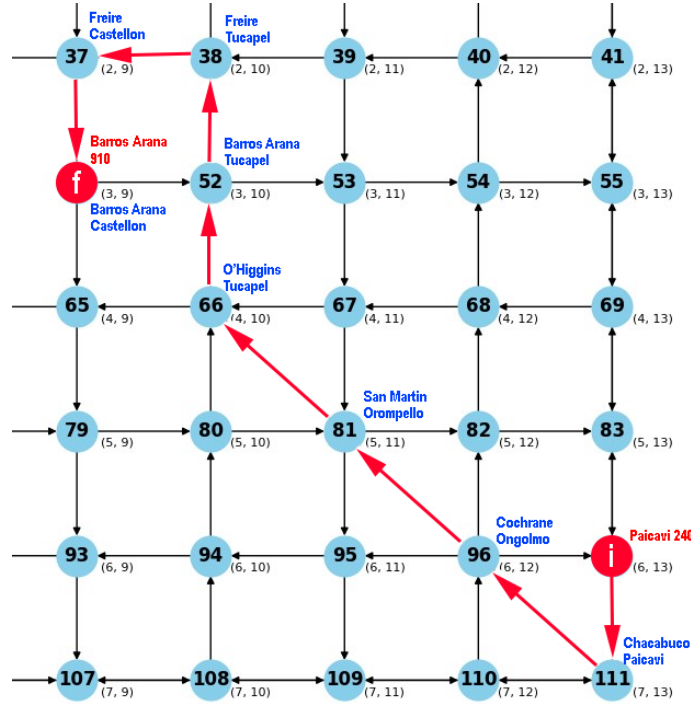 Freire
Castellon
Freire
Tucapel
37
38
39
40
41
(2, 9)
(2, 10)
(2, 11)
(2, 12)
(2, 13)
Barros Arana
910
Barros Arana
Tucapel
f
52
53
54
55
(3, 9)
(3, 10)
(3, 11)
(3, 12)
(3, 13)
Barros Arana
Castellon
O'Higgins
Tucapel
65
66
67
68
69
(4, 9)
(4, 10)
(4, 11)
(4, 12)
(4, 13)
San Martin
Orompello
79
80
81
82
83
(5, 9)
(5, 10)
(5, 11)
(5, 12)
(5, 13)
Cochrane
Ongolmo
Paicavi 240
93
94
95
96
i
(6, 9)
(6, 10)
(6, 11)
(6, 12)
(6, 13)
Chacabuco
Paicavi
107
108
109
110
111
(7, 9)
(7, 10)
(7, 11)
(7, 12)
(7, 13)